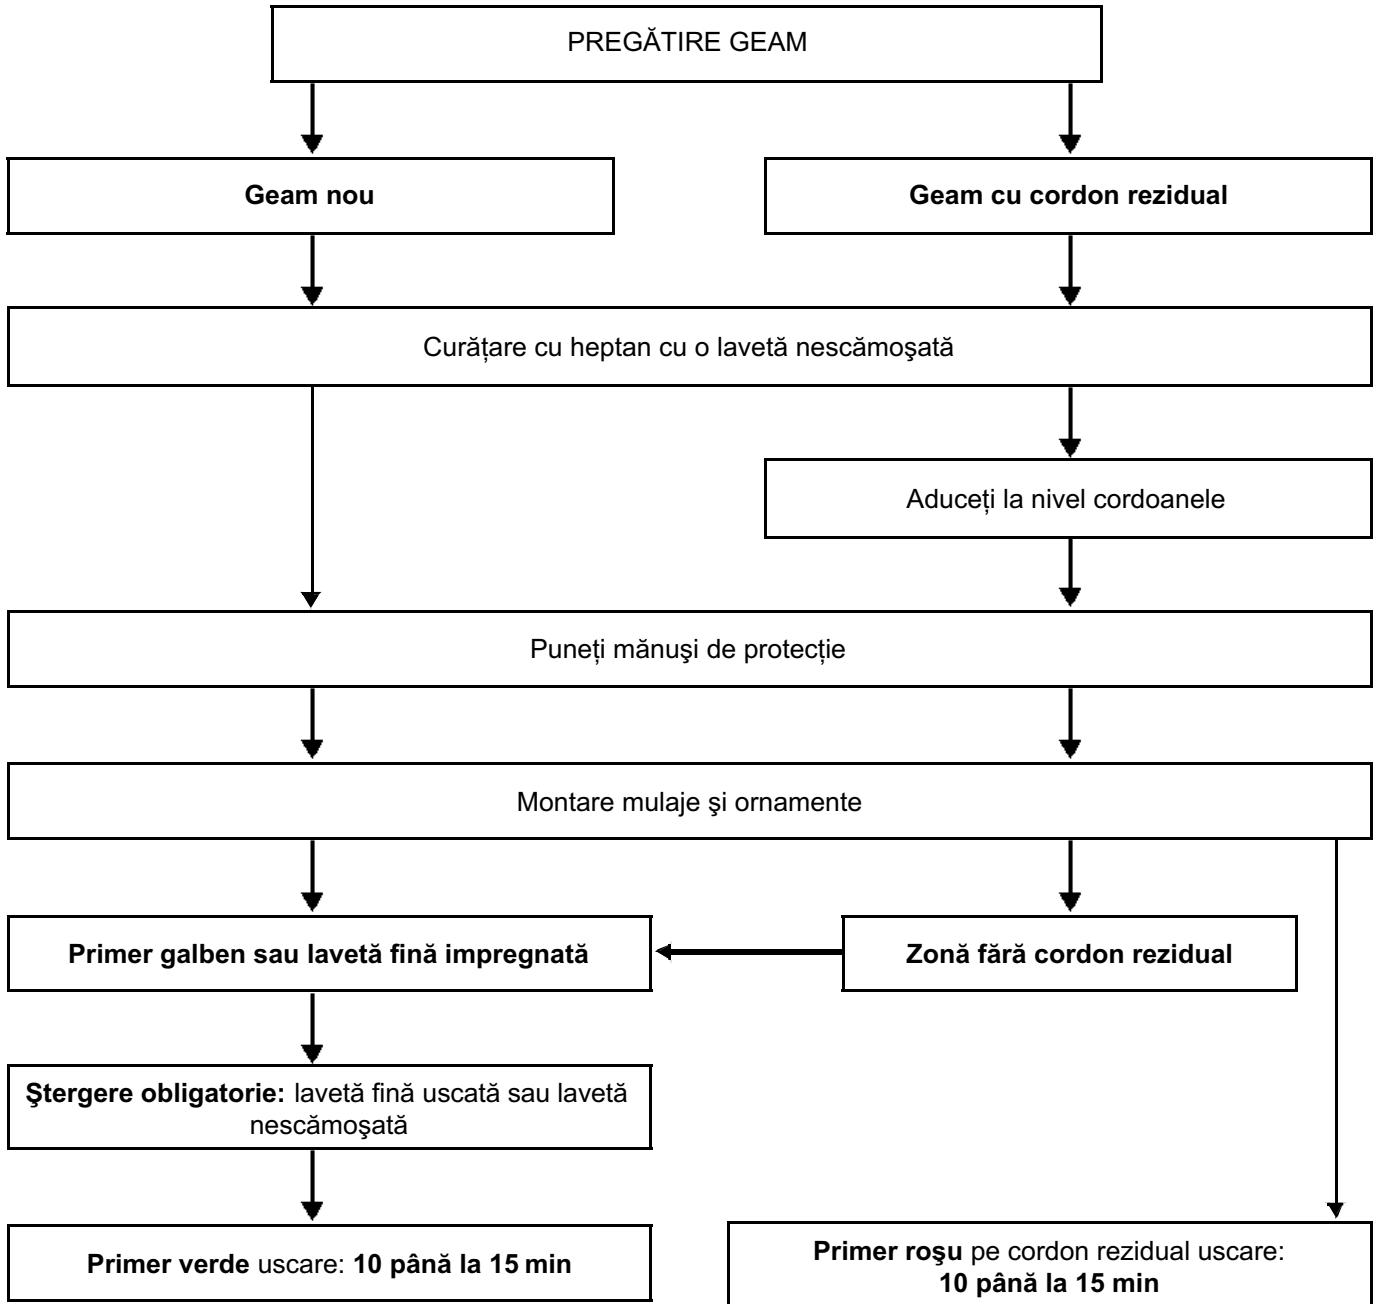 PREGĂTIRE GEAM
Geam nou
Geam cu cordon rezidual
Curățare cu heptan cu o lavetă nescămoşată
Aduceți la nivel cordoanele
Puneți mănuşi de protecție
Montare mulaje şi ornamente
Primer galben sau lavetă fină impregnată
Zonă fără cordon rezidual
Ştergere obligatorie: lavetă fină uscată sau lavetă
nescămoşată
Primer verde uscare: 10 până la 15 min
Primer roşu pe cordon rezidual uscare:
10 până la 15 min